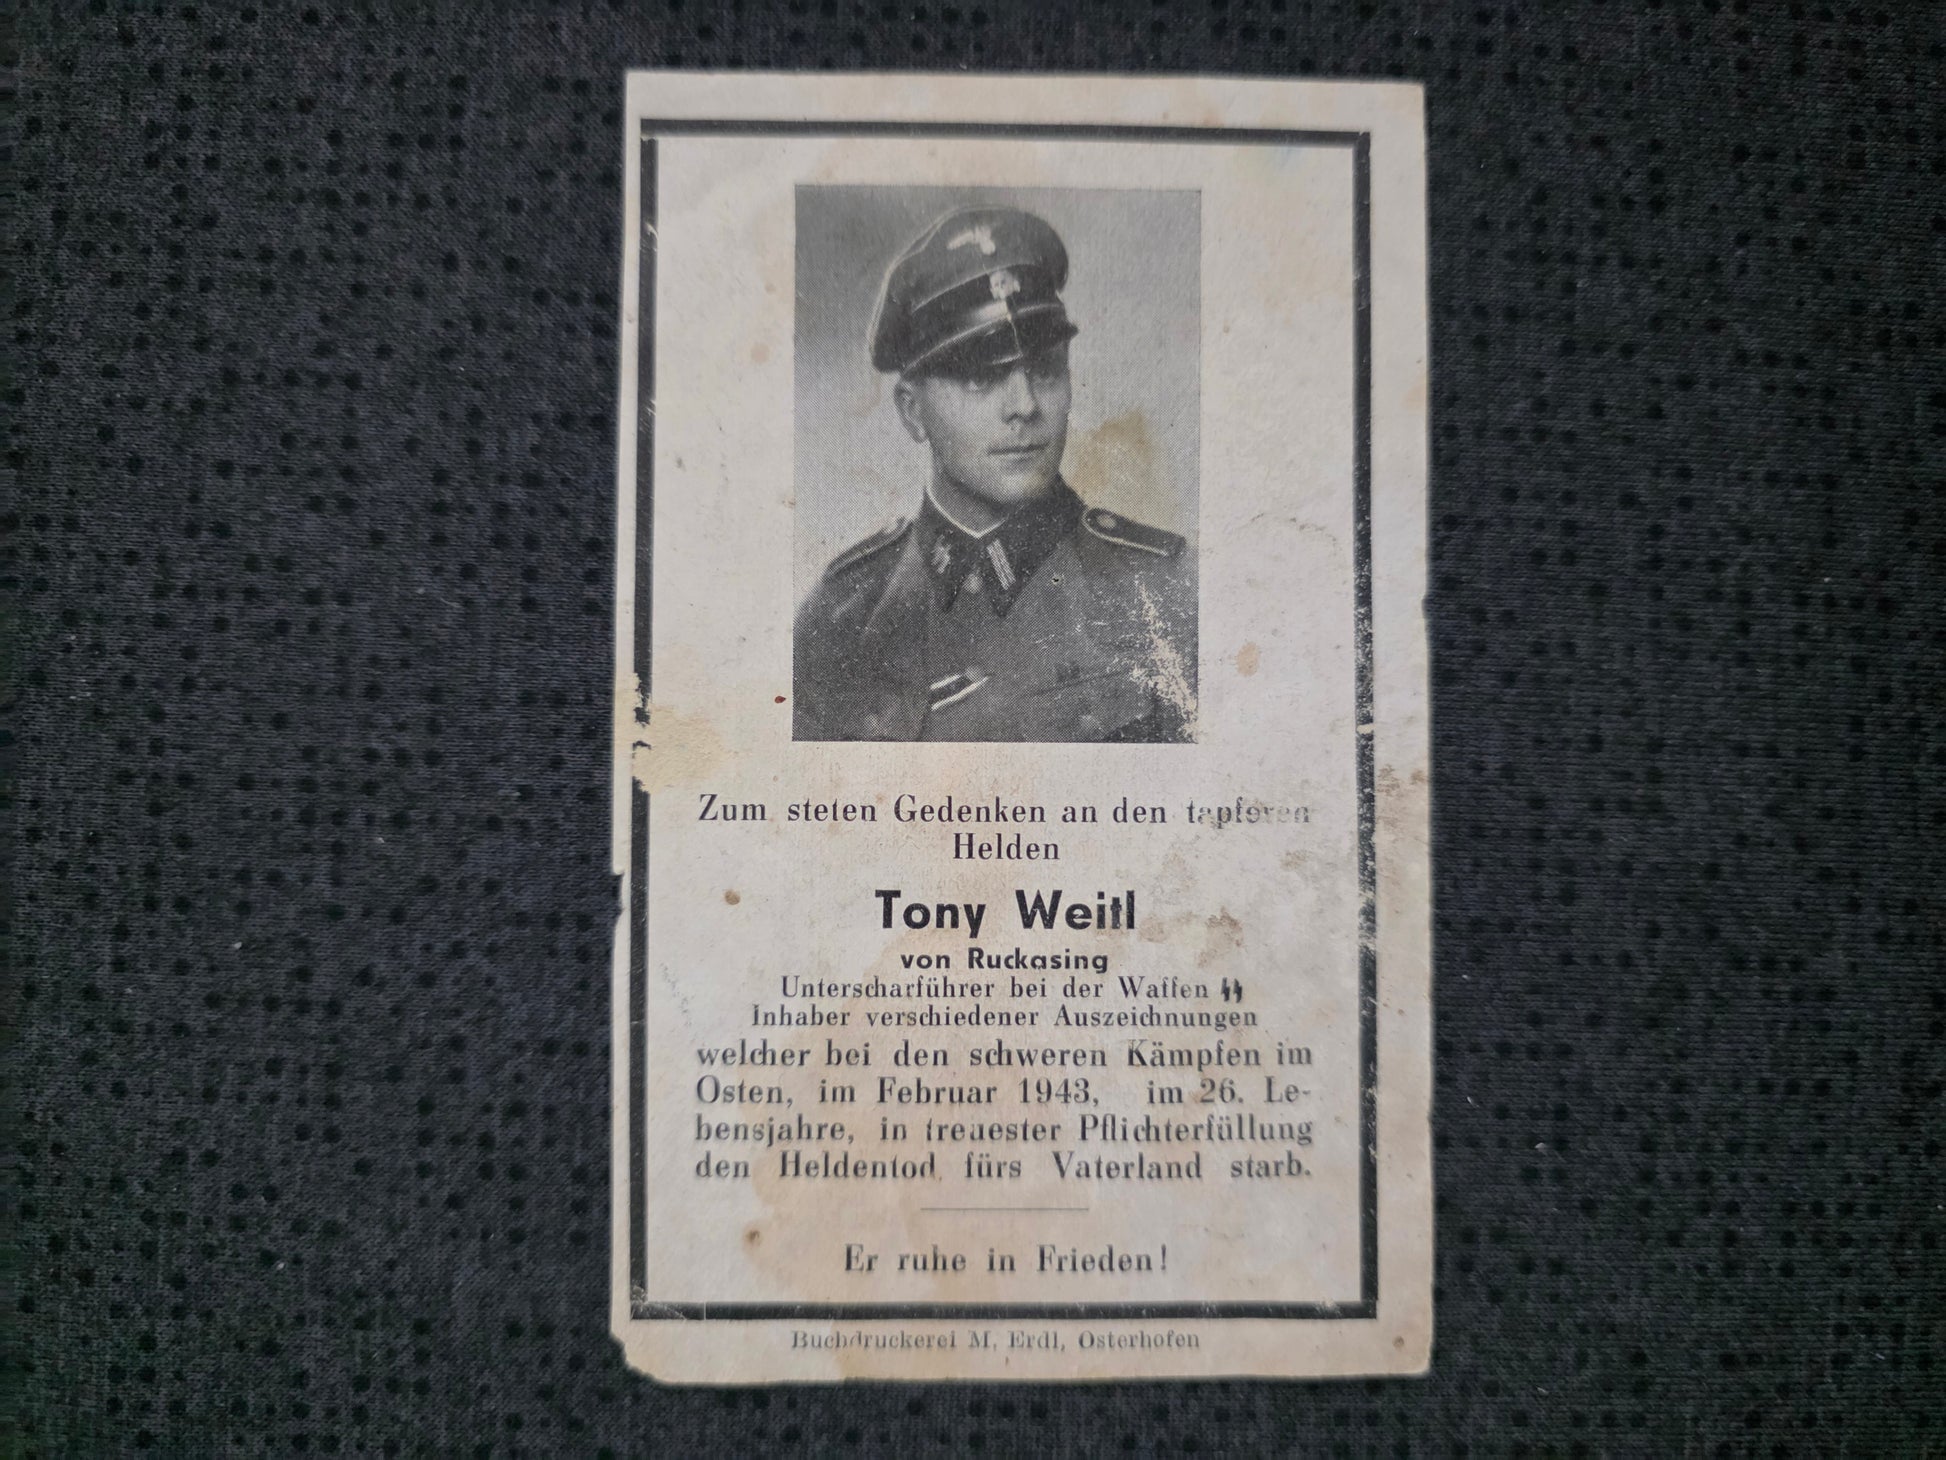 Zum steten Gedenken an den tapferen
Helden
Tony Weitl
von Ruckasing
Unterscharführer bei der Waffen ᛋᛋ
Inhaber verschiedener Auszeichnungen
welcher bei den schweren Kämpfen im
Osten, im Februar 1943, im 26. Le-
bensjahre, in treuester Pflichterfüllung
den Heldentod fürs Vaterland starb.
Er ruhe in Frieden!
Buchdruckerei M. Erdl, Osterhofen